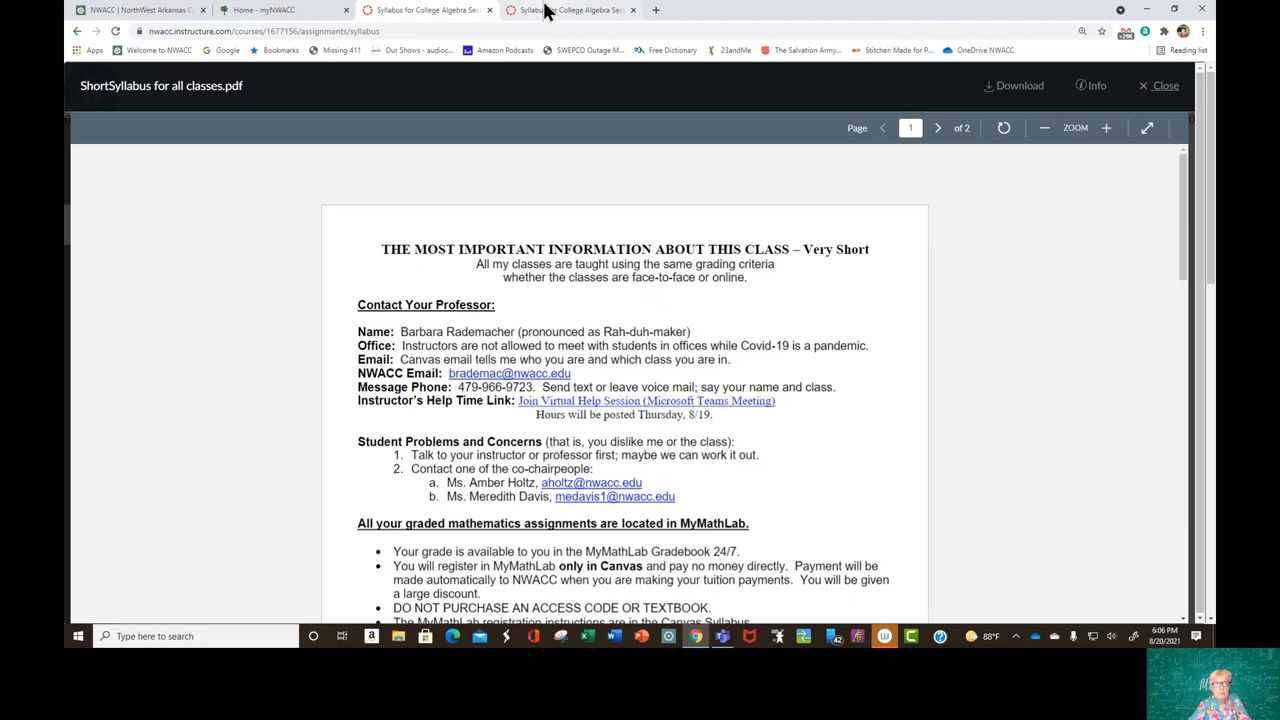 NWACC | NorthWest Arkansas C
Home - myNWACC
Syllabus for College Algebra Sect
Syllabus College Algebra Sect
nwacc.instructure.com/courses/1677156/assignments/syllabus
Apps Welcome to NWACC Google Bookmarks Missing 411 Our Shows - audioc... Amazon Podcasts SWEPCO Outage M... Free Dictionary 23andMe The Salvation Army... Stitcher: Made for P... OneDrive NWACC Reading list
ShortSyllabus for all classes.pdf
Download Info Close
Page 1 of 2 ZOOM
THE MOST IMPORTANT INFORMATION ABOUT THIS CLASS – Very Short
All my classes are taught using the same grading criteria
whether the classes are face-to-face or online.
Contact Your Professor:
Name: Barbara Rademacher (pronounced as Rah-duh-maker)
Office: Instructors are not allowed to meet with students in offices while Covid-19 is a pandemic.
Email: Canvas email tells me who you are and which class you are in.
NWACC Email: brademac@nwacc.edu
Message Phone: 479-966-9723. Send text or leave voice mail; say your name and class.
Instructor's Help Time Link: Join Virtual Help Session (Microsoft Teams Meeting)
Hours will be posted Thursday, 8/19.
Student Problems and Concerns (that is, you dislike me or the class):
1. Talk to your instructor or professor first; maybe we can work it out.
2. Contact one of the co-chairpeople:
a. Ms. Amber Holtz, aholtz@nwacc.edu
b. Ms. Meredith Davis, medavis1@nwacc.edu
All your graded mathematics assignments are located in MyMathLab.
• Your grade is available to you in the MyMathLab Gradebook 24/7.
• You will register in MyMathLab only in Canvas and pay no money directly. Payment will be
made automatically to NWACC when you are making your tuition payments. You will be given
a large discount.
• DO NOT PURCHASE AN ACCESS CODE OR TEXTBOOK.
• The MyMathLab registration instructions are in the Canvas Syllabus.
Type here to search
42
88°F
6:06 PM
8/20/2021